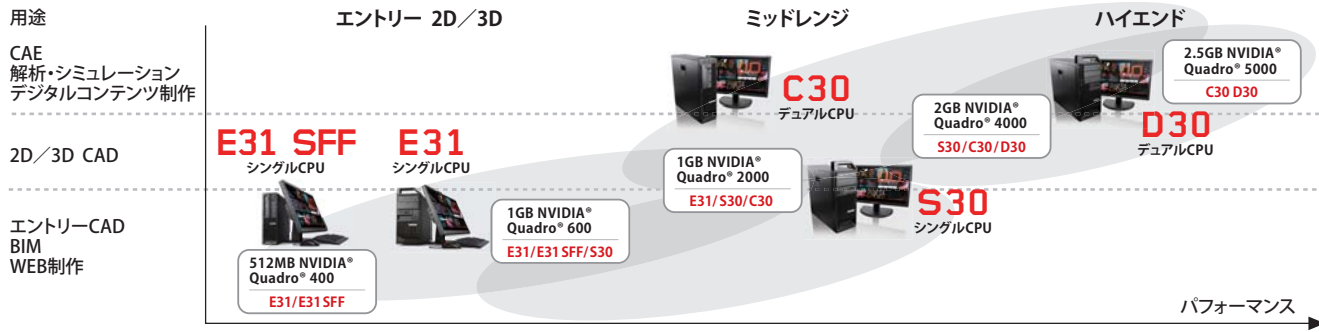 用途
エントリー 2D／3D
ミッドレンジ
ハイエンド
CAE
解析・シミュレーション
デジタルコンテンツ制作
C30
デュアルCPU
2.5GB NVIDIA®
Quadro® 5000
C30 D30
2GB NVIDIA®
Quadro® 4000
S30/C30/D30
D30
デュアルCPU
2D／3D CAD
E31 SFF
シングルCPU
E31
シングルCPU
1GB NVIDIA®
Quadro® 2000
E31/S30/C30
S30
シングルCPU
エントリーCAD
BIM
WEB制作
1GB NVIDIA®
Quadro® 600
E31/E31 SFF/S30
512MB NVIDIA®
Quadro® 400
E31/E31 SFF
パフォーマンス